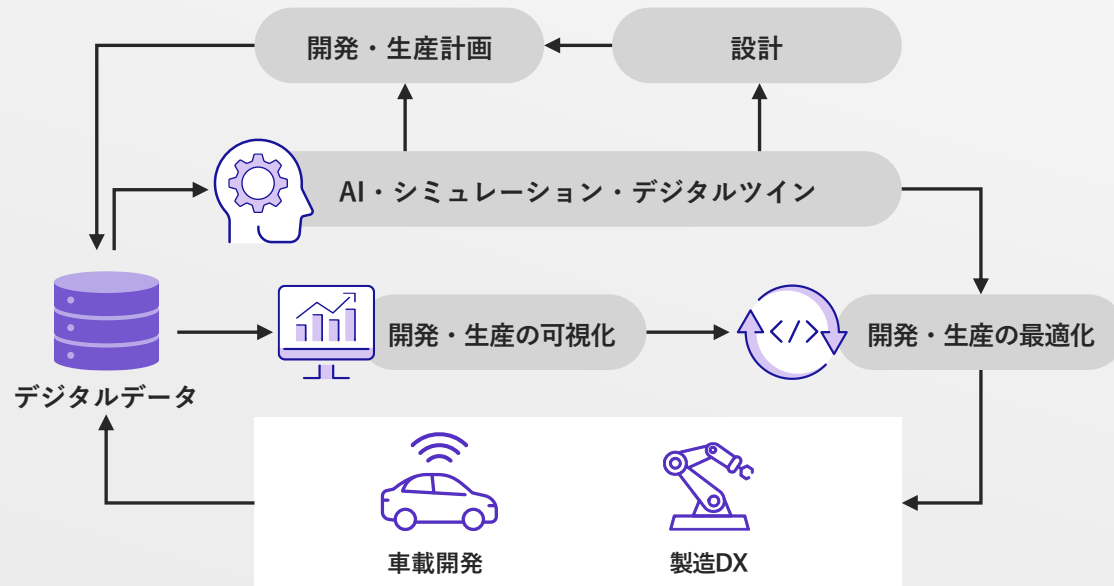 開発・生産計画
設計
AI・シミュレーション・デジタルツイン
開発・生産の可視化
</>
開発・生産の最適化
デジタルデータ
車載開発
製造DX